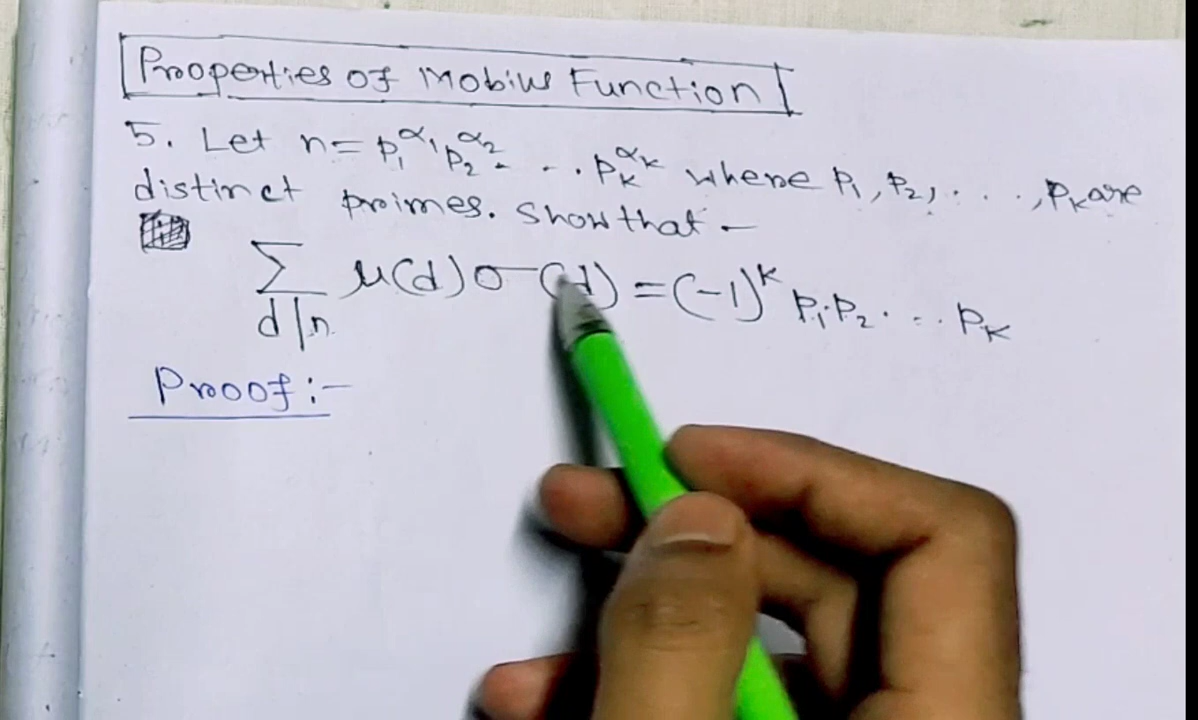 Properties of Mobius Function
5. Let n = p₁^α₁ p₂^α₂ ... pₖ^αₖ where p₁, p₂, ..., pₖ are
distinct primes. Show that –
∑ μ(d) σ(d) = (-1)^k p₁p₂ ... pₖ
d|n
Proof :-